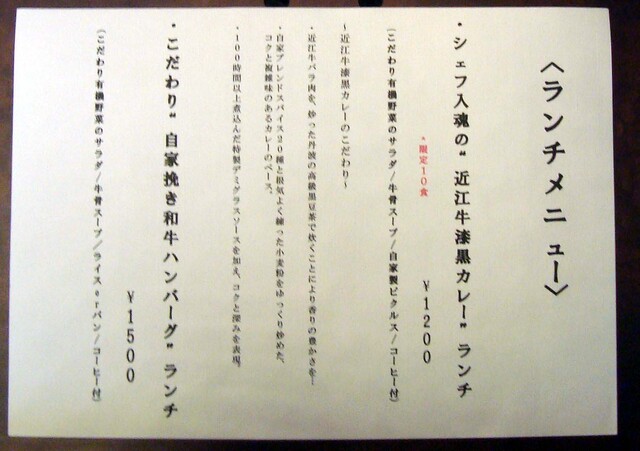 〈ランチメニュー〉
・シェフ入魂の“近江牛漆黒カレー”ランチ
*限定10食
￥1200
(こだわり有機野菜のサラダ/牛骨スープ/自家製ピクルス/コーヒー付)
～近江牛漆黒カレーのこだわり～
・近江牛バラ肉を、炒った丹波の高級黒豆茶で炊くことにより香りの豊かさを―
・自家ブレンドスパイス20種と根気よく練った小麦粉をゆっくり炒めた、
コクと複雑味のあるカレーのベース。
・100時間以上煮込んだ特製デミグラスソースを加え、コクと深みを表現。
・こだわり“自家挽き和牛ハンバーグ”ランチ
￥1500
(こだわり有機野菜のサラダ/牛骨スープ/ライスorパン/コーヒー付)